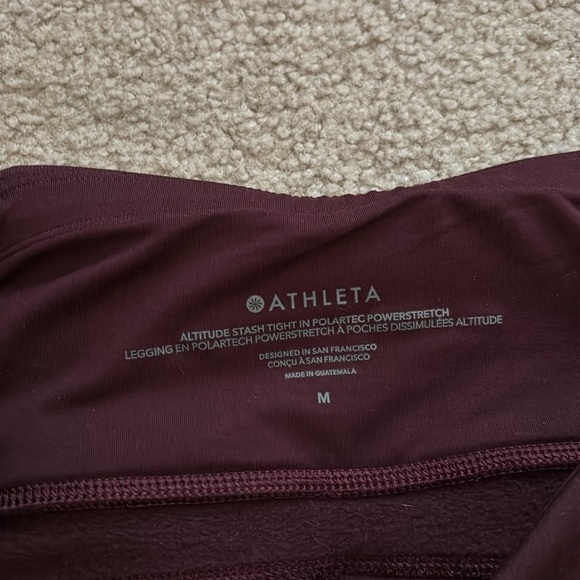 ATHLETA
ALTITUDE STASH TIGHT IN POLARTEC POWERSTRETCH
LEGGING EN POLARTECH POWERSTRETCH À POCHES DISSIMULÉES ALTITUDE
DESIGNED IN SAN FRANCISCO
CONÇU À SAN FRANCISCO
MADE IN GUATEMALA
M